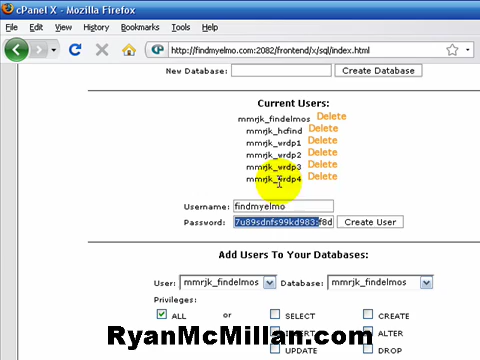 cPanel X - Mozilla Firefox
File Edit View History Bookmarks Tools Help
http://findmyelmo.com:2082/frontend/x/sql/index.html
New Database: Create Database
Current Users:
mmrjk_findelmos Delete
mmrjk_hcfind Delete
mmrjk_wrdp1 Delete
mmrjk_wrdp2 Delete
mmrjk_wrdp3 Delete
mmrjk_wrdp4 Delete
Username: findmyelmo
Password: 7u89sdnfs99kd983;f8d Create User
Add Users To Your Databases:
User: mmrjk_findelmos Database: mmrjk_findelmos
Privileges:
ALL or SELECT CREATE
ALTER
UPDATE DROP
RyanMcMillan.com